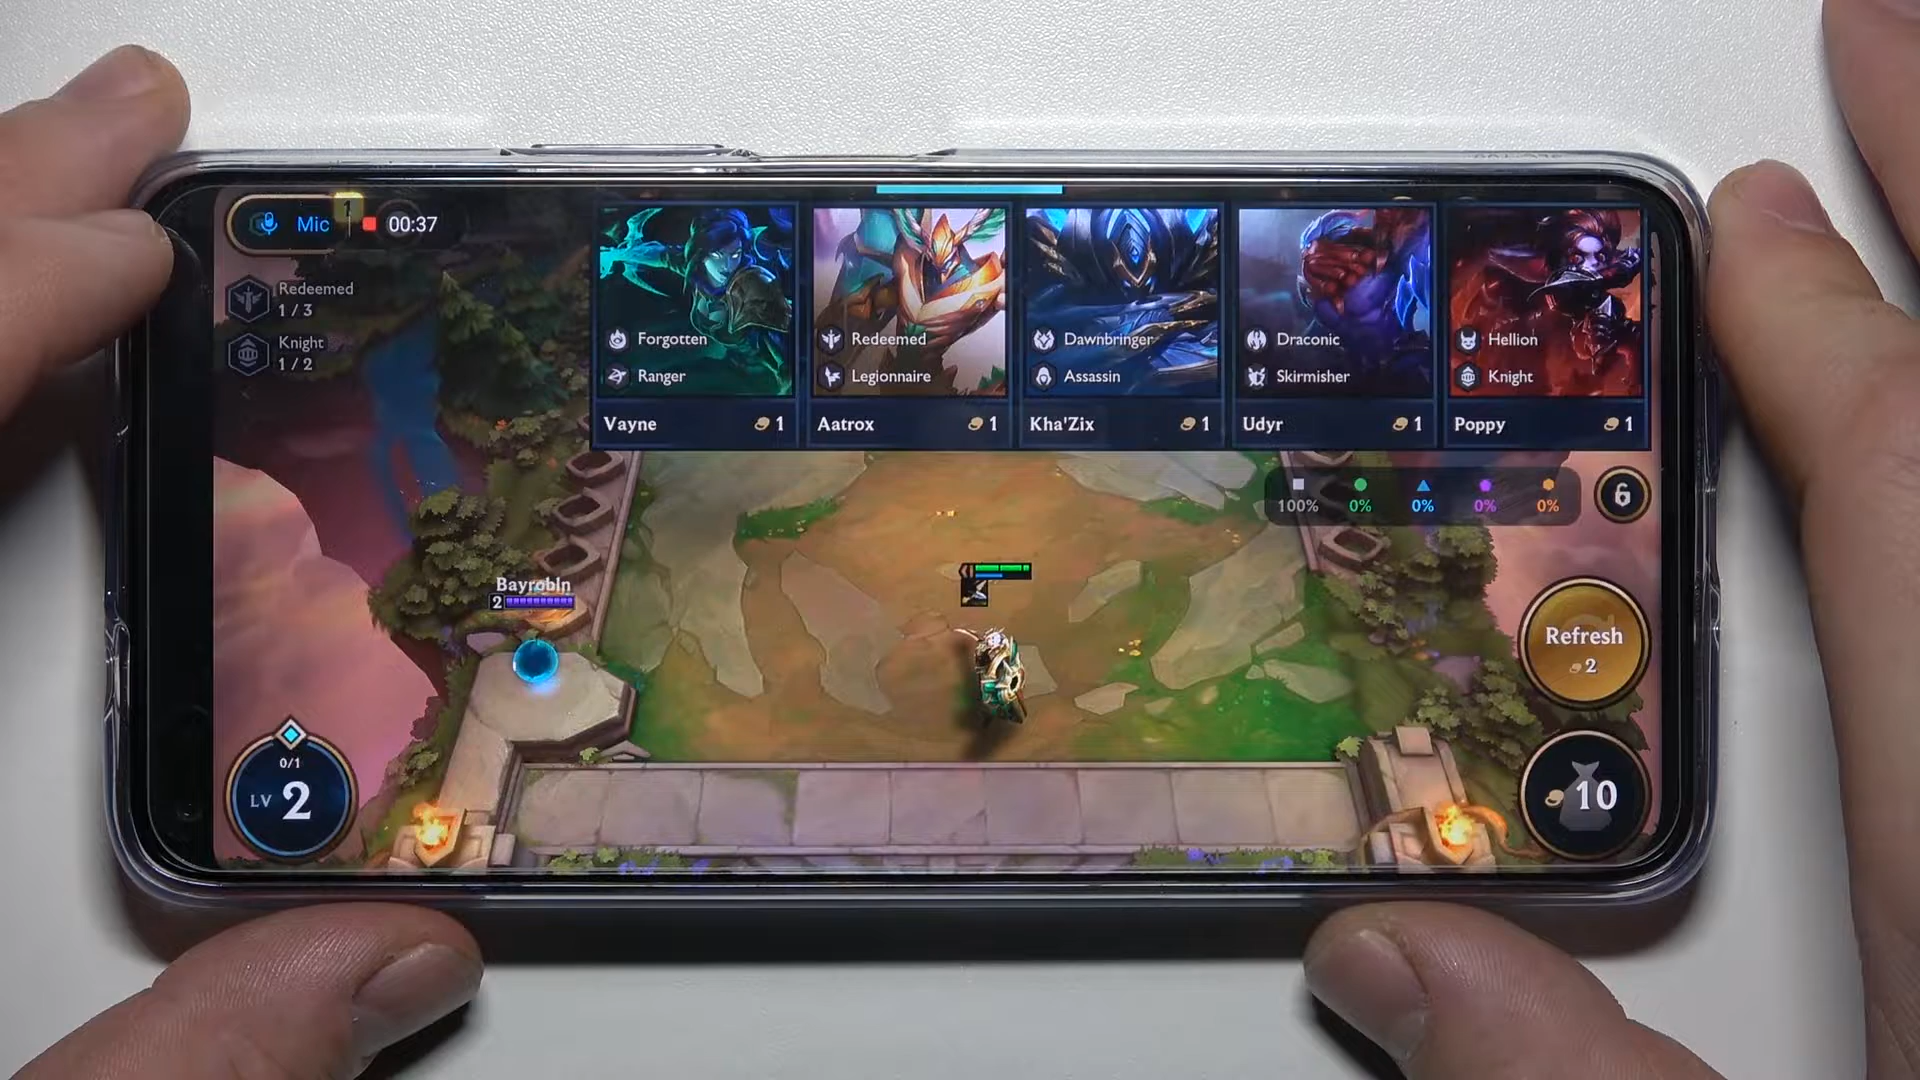 Mic 1 00:37
Redeemed
1 / 3
Knight
1 / 2
Forgotten
Ranger
Vayne 1
Redeemed
Legionnaire
Aatrox 1
Dawnbringer
Assassin
Kha'Zix 1
Draconic
Skirmisher
Udyr 1
Hellion
Knight
Poppy 1
100% 0% 0% 0% 0%
Bayrobin
2
Refresh
2
0/1
LV 2
10